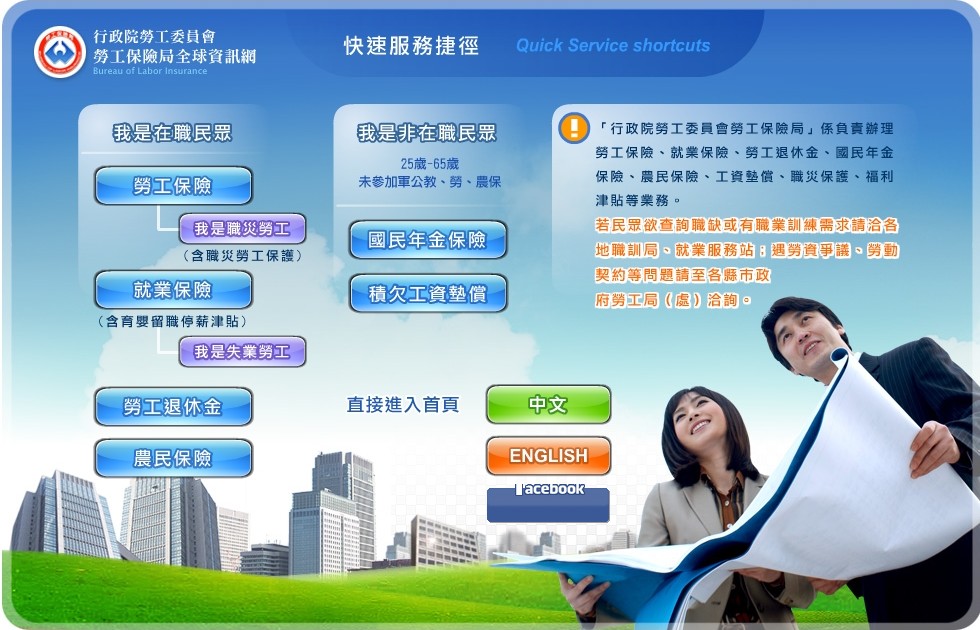 行政院勞工委員會
勞工保險局全球資訊網
Bureau of Labor Insurance
快速服務捷徑
Quick Service shortcuts
我是在職民眾
勞工保險
我是職災勞工
(含職災勞工保護)
就業保險
(含育嬰留職停薪津貼)
我是失業勞工
勞工退休金
農民保險
我是非在職民眾
25歲-65歲
未參加軍公教、勞、農保
國民年金保險
積欠工資墊償
直接進入首頁
中文
ENGLISH
facebook
「行政院勞工委員會勞工保險局」係負責辦理
勞工保險、就業保險、勞工退休金、國民年金
保險、農民保險、工資墊償、職災保護、福利
津貼等業務。
若民眾欲查詢職缺或有職業訓練需求請洽各
地職訓局、就業服務站；遇勞資爭議、勞動
契約等問題請至各縣市政
府勞工局（處）洽詢。